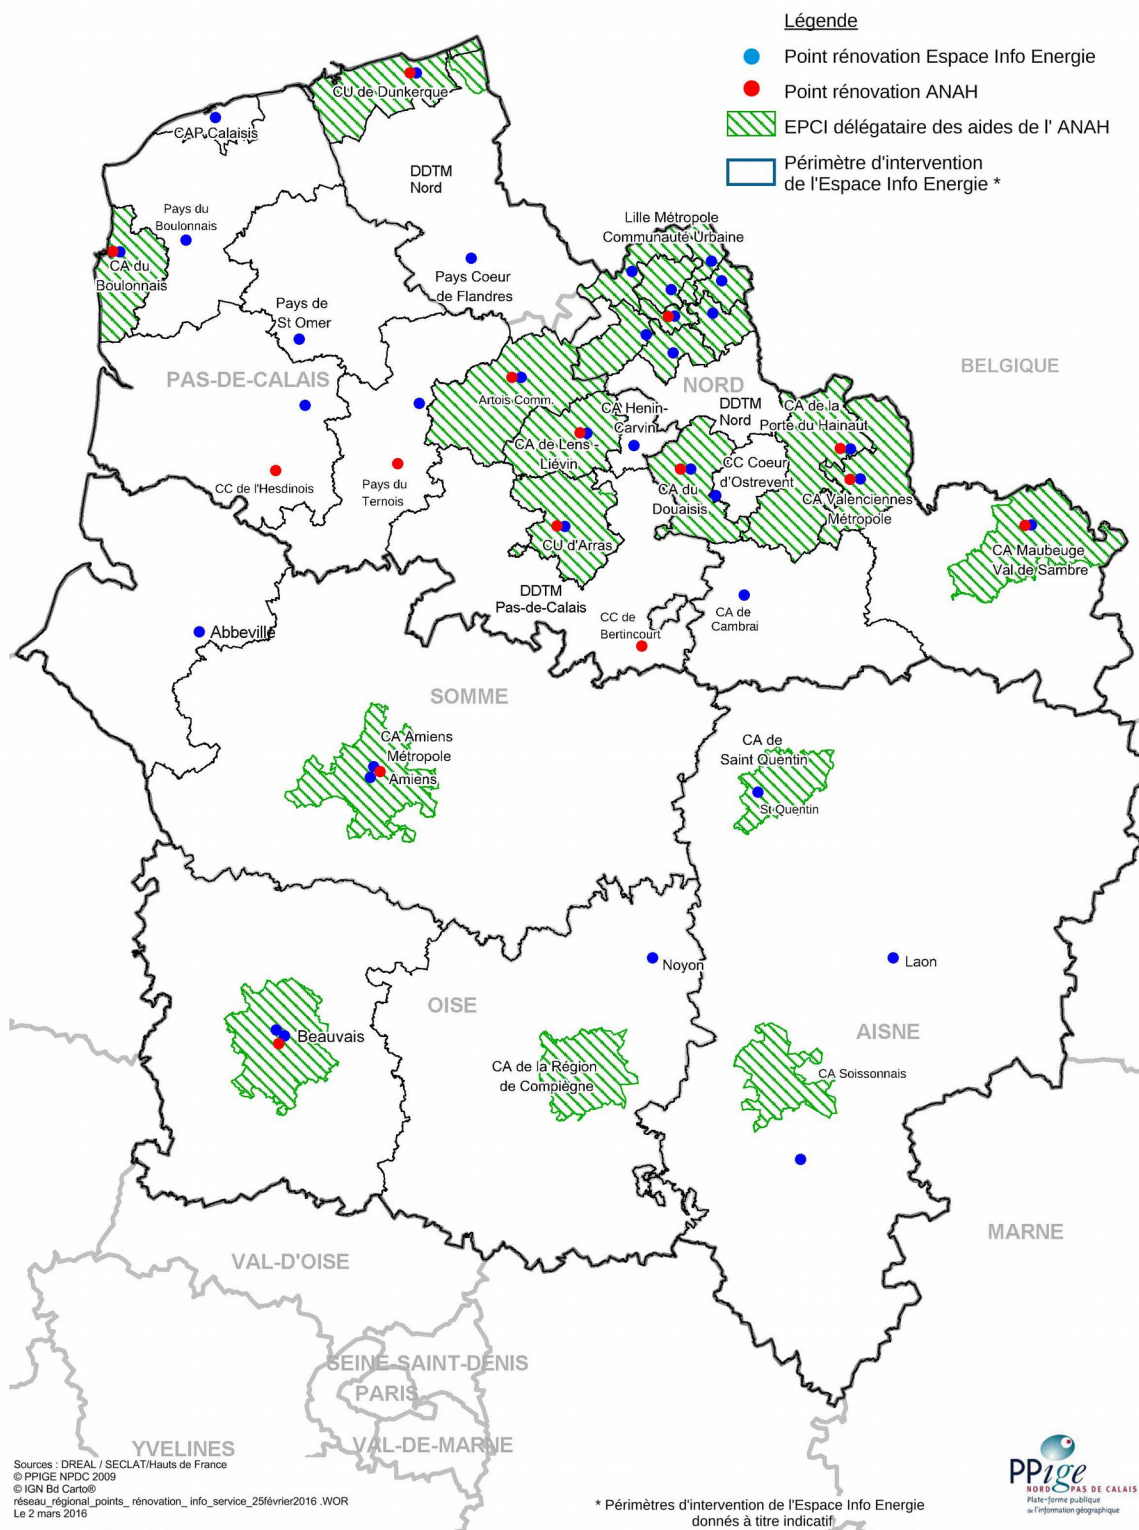 Légende
Point rénovation Espace Info Energie
Point rénovation ANAH
EPCI délégataire des aides de l' ANAH
Périmètre d'intervention
de l'Espace Info Energie *
CU de Dunkerque
CAP Calaisis
DDTM
Nord
Pays du
Boulonnais
Lille Métropole
Communauté Urbaine
CA du
Boulonnais
Pays Coeur
de Flandres
Pays de
St Omer
BELGIQUE
PAS-DE-CALAIS
NORD
Artois Comm.
CA Henin-
Carvin
DDTM
Nord
CA de la
Porte du Hainaut
CA de Lens -
Liévin
CC Coeur
d'Ostrevent
CC de l'Hesdinois
Pays du
Ternois
CA du
Douaisis
CA Valenciennes
Métropole
CU d'Arras
CA Maubeuge
Val de Sambre
DDTM
Pas-de-Calais
CC de
Bertincourt
CA de
Cambrai
Abbeville
SOMME
CA Amiens
Métropole
Amiens
CA de
Saint Quentin
St Quentin
Noyon
Laon
OISE
AISNE
Beauvais
CA de la Région
de Compiègne
CA Soissonnais
MARNE
VAL-D'OISE
SEINE-SAINT-DENIS
PARIS
VAL-DE-MARNE
YVELINES
Sources : DREAL / SECLAT/Hauts de France
© PPIGE NPDC 2009
© IGN Bd Carto®
réseau_régional_points_ rénovation_ info_service_25février2016 .WOR
Le 2 mars 2016
* Périmètres d'intervention de l'Espace Info Energie
donnés à titre indicatif
PPige
NORD PAS DE CALAIS
Plate-forme publique
de l'information géographique